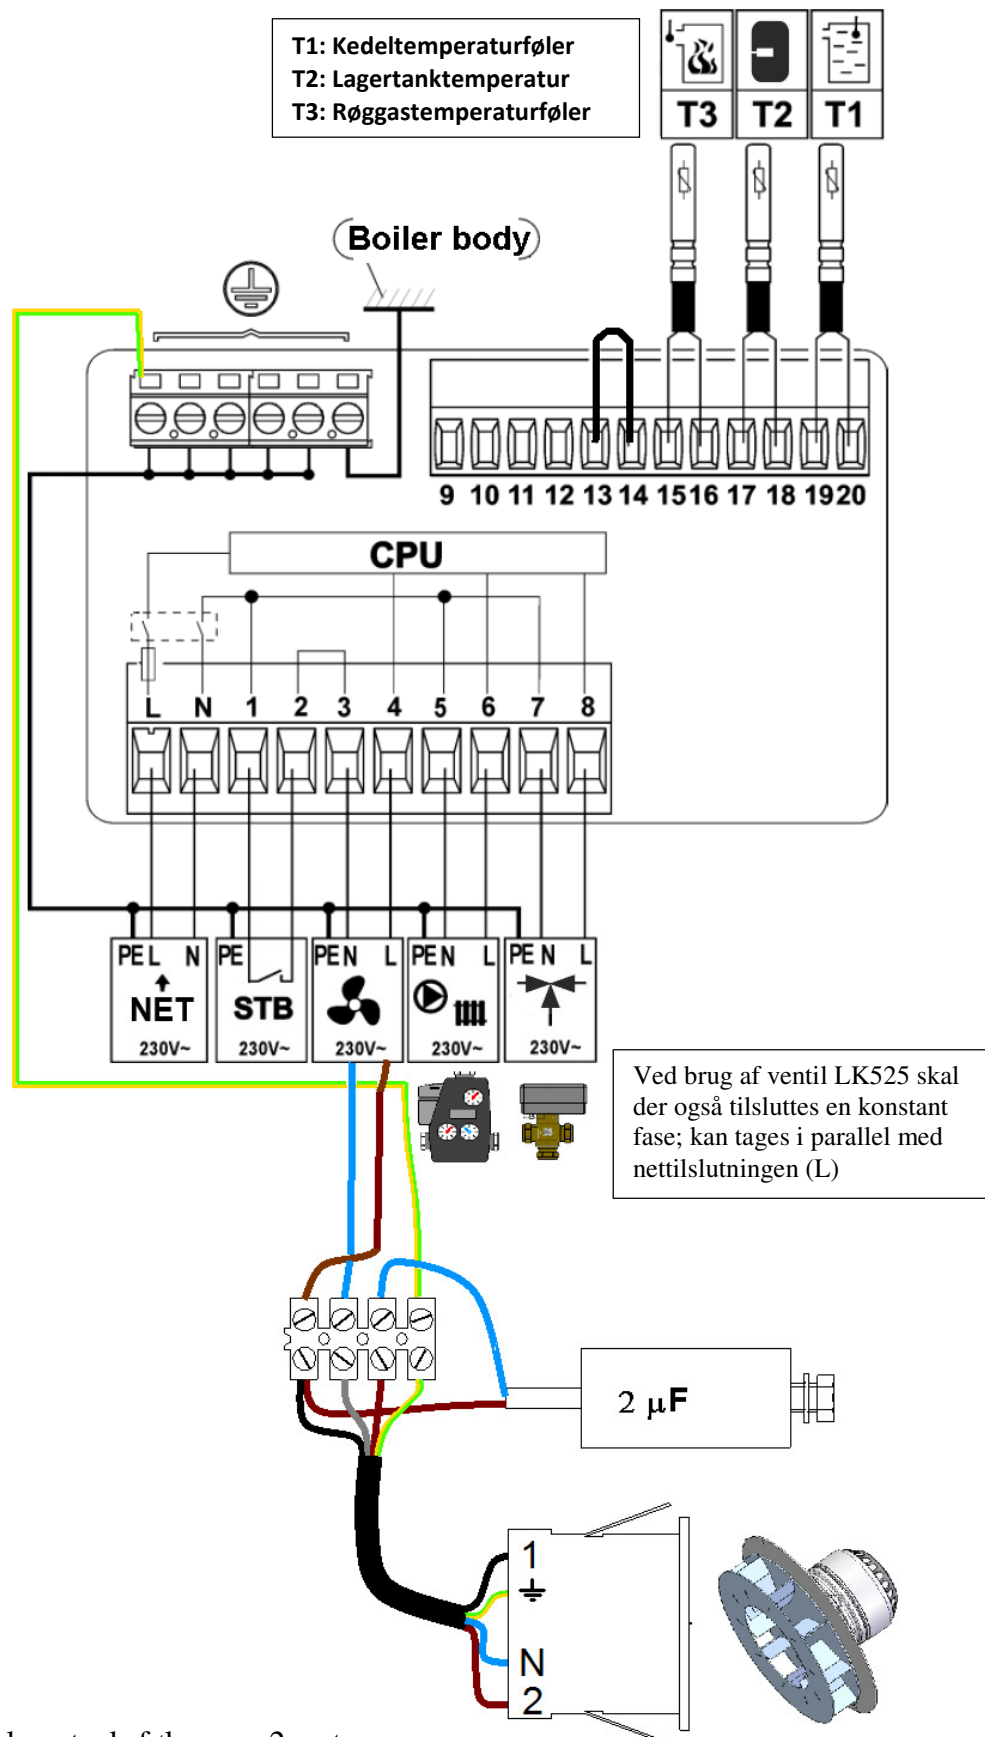 T1: Kedeltemperaturføler
T2: Lagertanktemperatur
T3: Røggastemperaturføler
T3 T2 T1
(Boiler body)
9 10 11 12 13 14 15 16 17 18 19 20
CPU
L N 1 2 3 4 5 6 7 8
PE L N
NET
230V~
PE
STB
230V~
PE N L
230V~
PE N L
230V~
PE N L
230V~
Ved brug af ventil LK525 skal
der også tilsluttes en konstant
fase; kan tages i parallel med
nettilslutningen (L)
2 µF
1
N
2